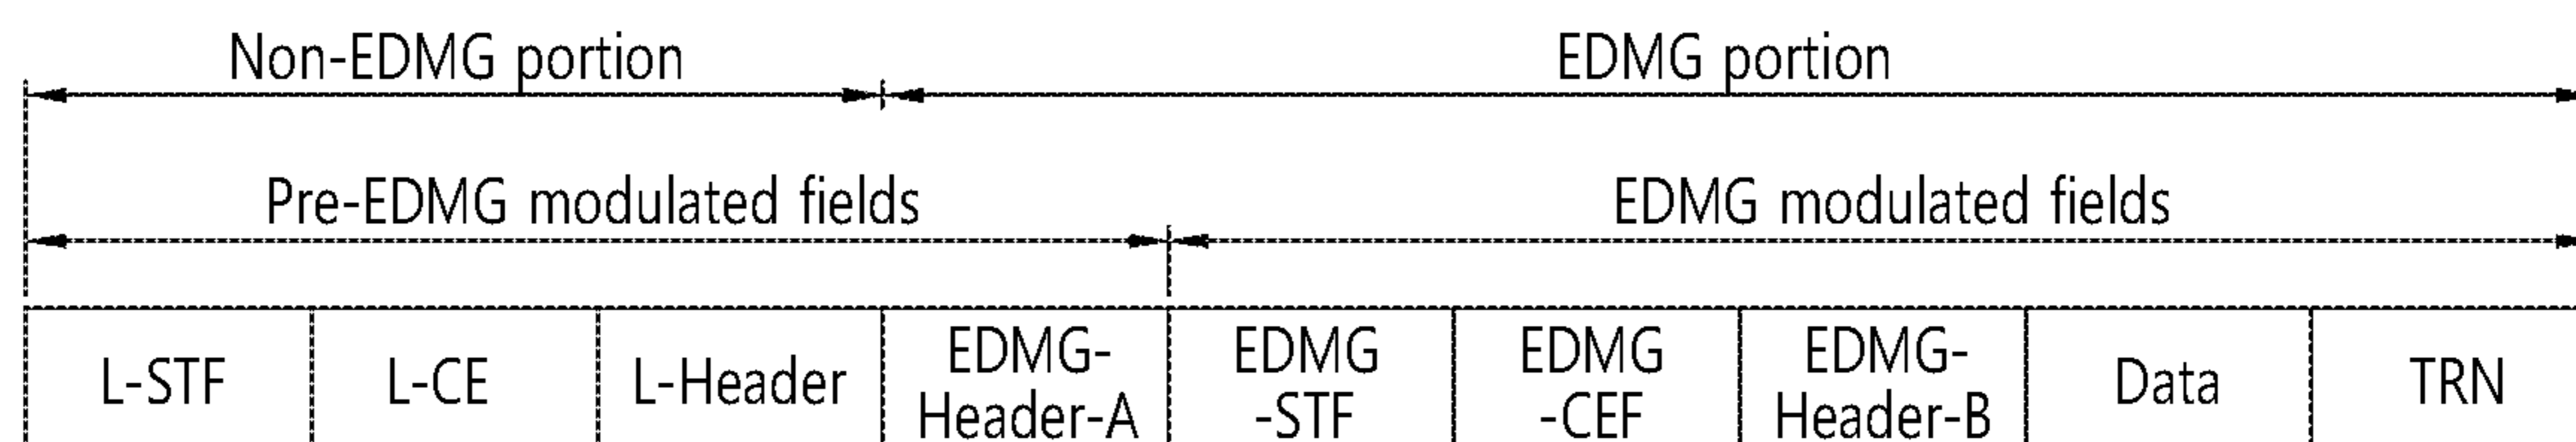 Non-EDMG portion EDMG portion
Pre-EDMG modulated fields EDMG modulated fields
L-STF L-CE L-Header EDMG-Header-A EDMG-STF EDMG-CEF EDMG-Header-B Data TRN